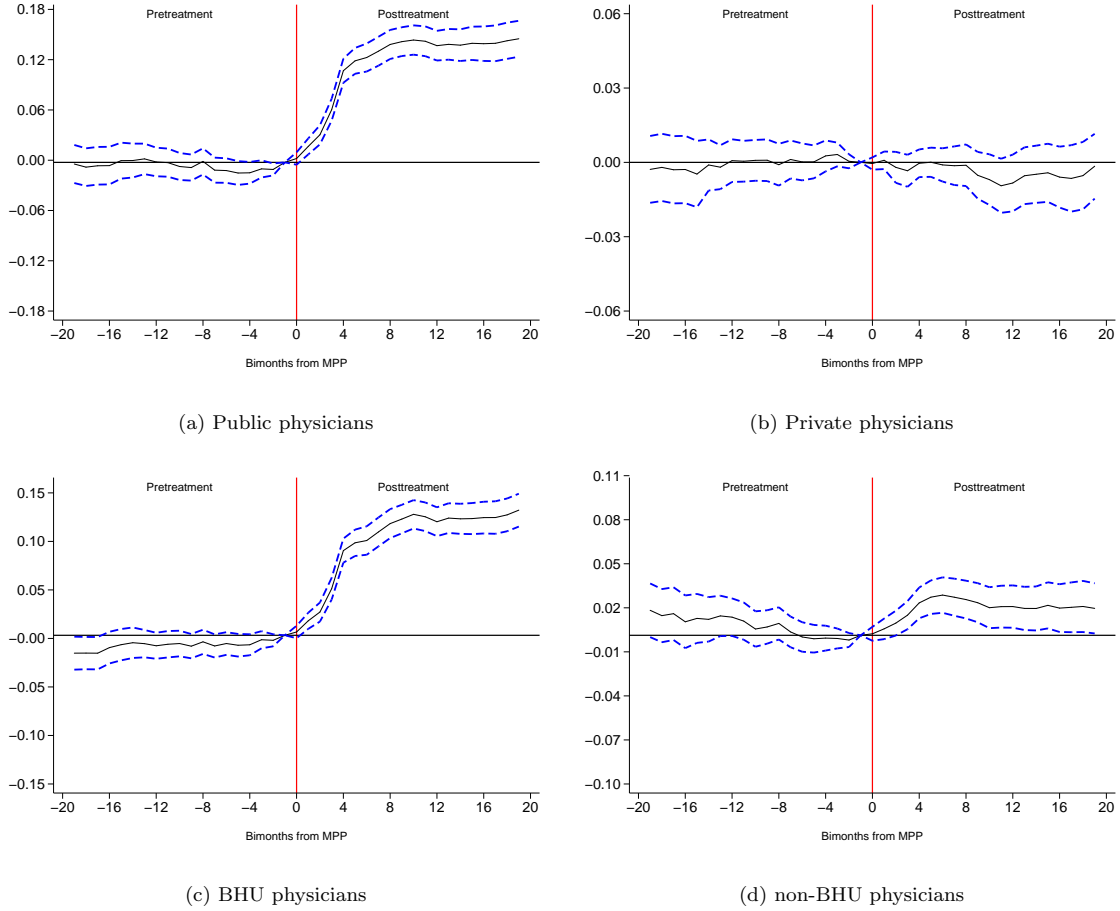 Pretreatment Posttreatment
0.18
0.12
0.06
0.00
−0.06
−0.12
−0.18
−20 −16 −12 −8 −4 0 4 8 12 16 20
Bimonths from MPP
(a) Public physicians
Pretreatment Posttreatment
0.06
0.03
0.00
−0.03
−0.06
−20 −16 −12 −8 −4 0 4 8 12 16 20
Bimonths from MPP
(b) Private physicians
Pretreatment Posttreatment
0.15
0.10
0.05
−0.00
−0.05
−0.10
−0.15
−20 −16 −12 −8 −4 0 4 8 12 16 20
Bimonths from MPP
(c) BHU physicians
0.11
Pretreatment Posttreatment
0.08
0.05
0.02
−0.01
−0.04
−0.07
−0.10
−20 −16 −12 −8 −4 0 4 8 12 16 20
Bimonths from MPP
(d) non-BHU physicians